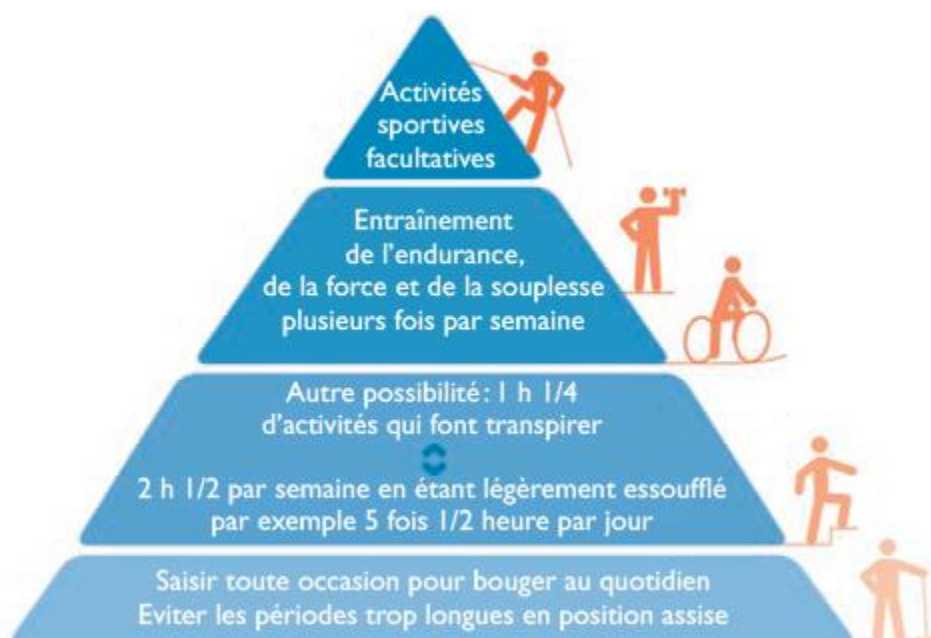 Activités
sportives
facultatives
Entraînement
de l'endurance,
de la force et de la souplesse
plusieurs fois par semaine
Autre possibilité : 1 h 1/4
d'activités qui font transpirer
2 h 1/2 par semaine en étant légèrement essoufflé
par exemple 5 fois 1/2 heure par jour
Saisir toute occasion pour bouger au quotidien
Eviter les périodes trop longues en position assise